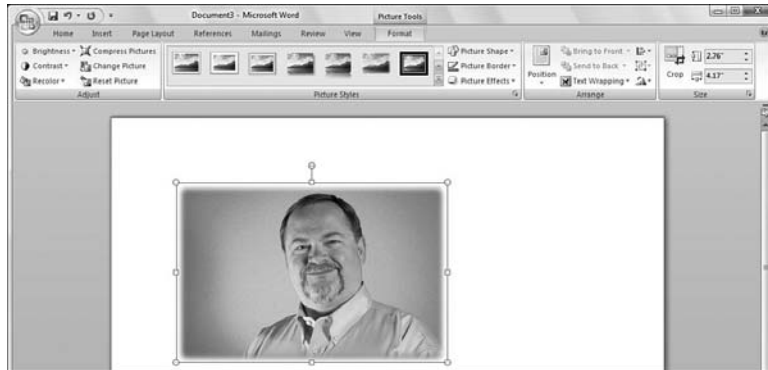 Document3 - Microsoft Word
Picture Tools
Home Insert Page Layout References Mailings Review View Format
Brightness Compress Pictures Picture Shape Bring to Front 2.76"
Contrast Change Picture Picture Border Send to Back
Recolor Reset Picture Picture Effects Position Text Wrapping Crop 4.17"
Adjust Picture Styles Arrange Size